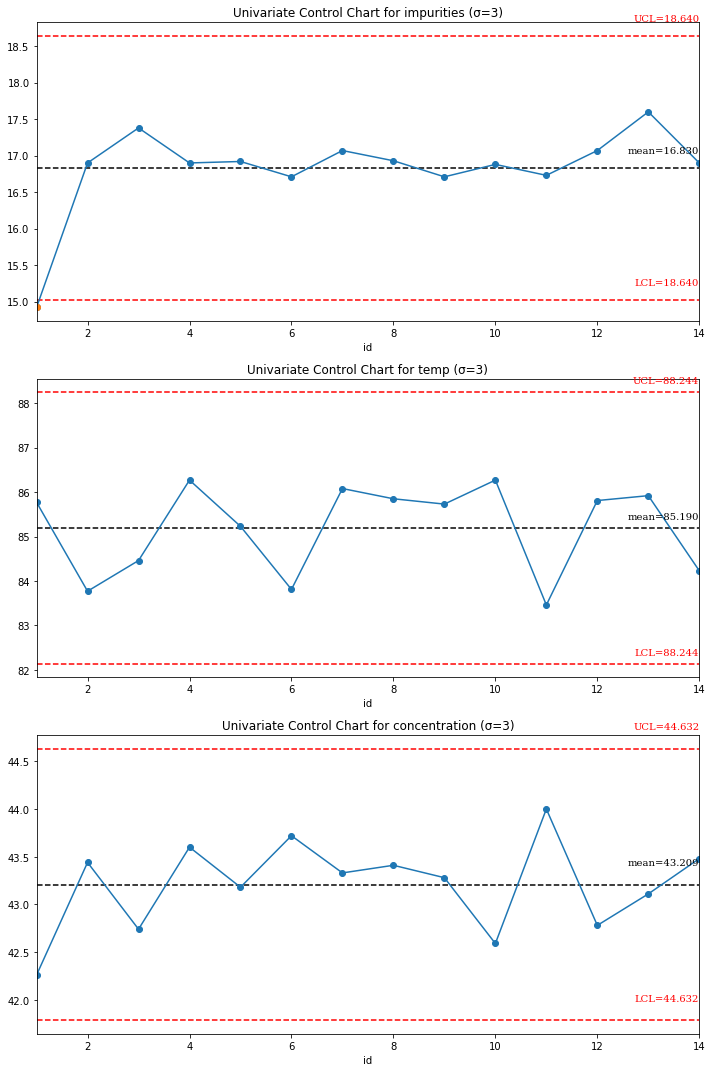 Univariate Control Chart for impurities (σ=3)
UCL=18.640
18.5
18.0
17.5
mean=16.830
17.0
16.5
16.0
15.5
LCL=18.640
15.0
2 4 6 8 10 12 14
id
Univariate Control Chart for temp (σ=3)
UCL=88.244
88
87
86
mean=85.190
85
84
83
LCL=88.244
82
2 4 6 8 10 12 14
id
UCL=44.632
Univariate Control Chart for concentration (σ=3)
44.5
44.0
43.5
mean=43.209
43.0
42.5
LCL=44.632
42.0
2 4 6 8 10 12 14
id